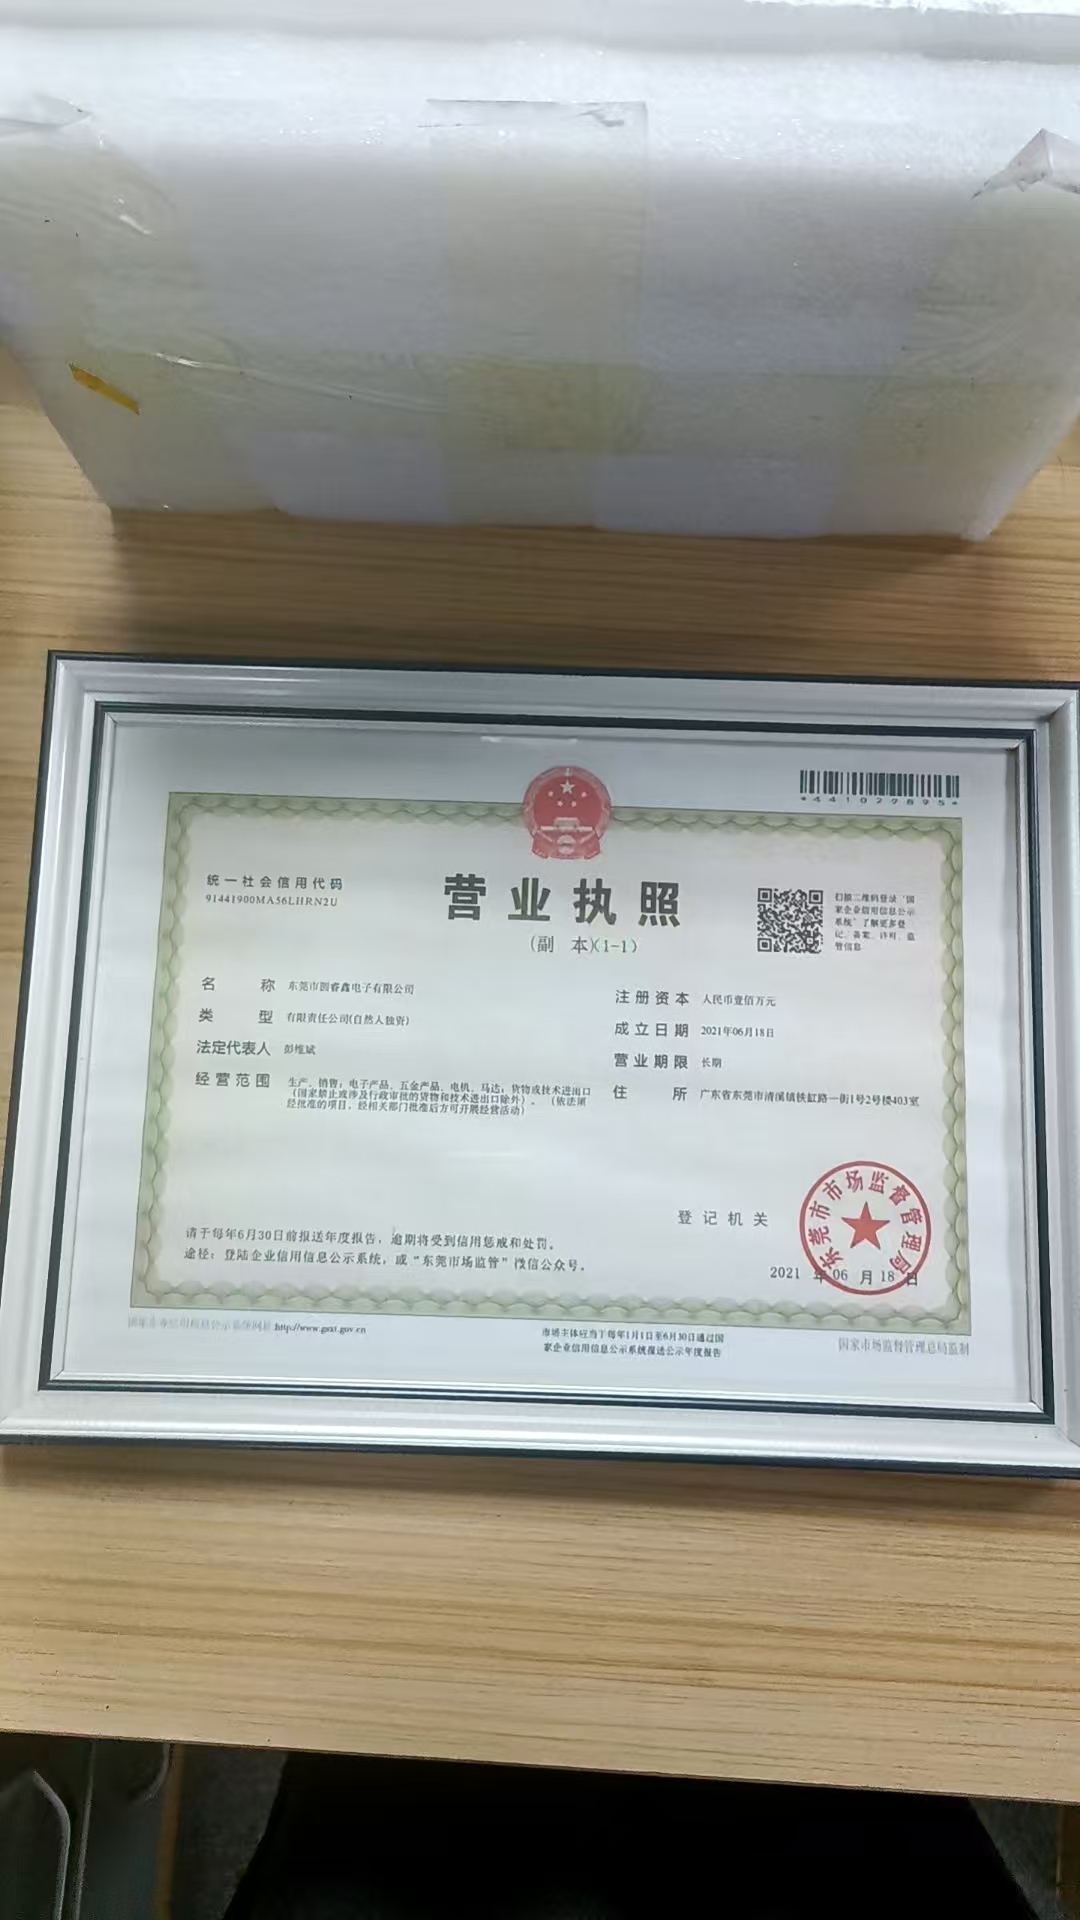 *441029895*
统一社会信用代码
91441900MA56LHRN2U
营业执照
(副 本)(1-1)
扫描二维码登录“国
家企业信用信息公示
系统”了解更多登
记、备案、许可、监
管信息
名 称 东莞市圆睿鑫电子有限公司
类 型 有限责任公司(自然人独资)
法定代表人 彭维斌
经营范围 生产、销售：电子产品、五金产品、电机、马达；货物或技术进出口
（国家禁止或涉及行政审批的货物和技术进出口除外）。（依法须
经批准的项目，经相关部门批准后方可开展经营活动）
注册资本 人民币壹佰万元
成立日期 2021年06月18日
营业期限 长期
住 所 广东省东莞市清溪镇铁缸路一街1号2号楼403室
请于每年6月30日前报送年度报告，逾期将受到信用惩戒和处罚。
途径：登陆企业信用信息公示系统，或“东莞市场监管”微信公众号。
登记机关
东莞市市场监督管理局
2021 年 06 月 18 日
国家企业信用信息公示系统网址:http://www.gsxt.gov.cn
市场主体应当于每年1月1日至6月30日通过国
家企业信用信息公示系统报送公示年度报告
国家市场监督管理总局监制